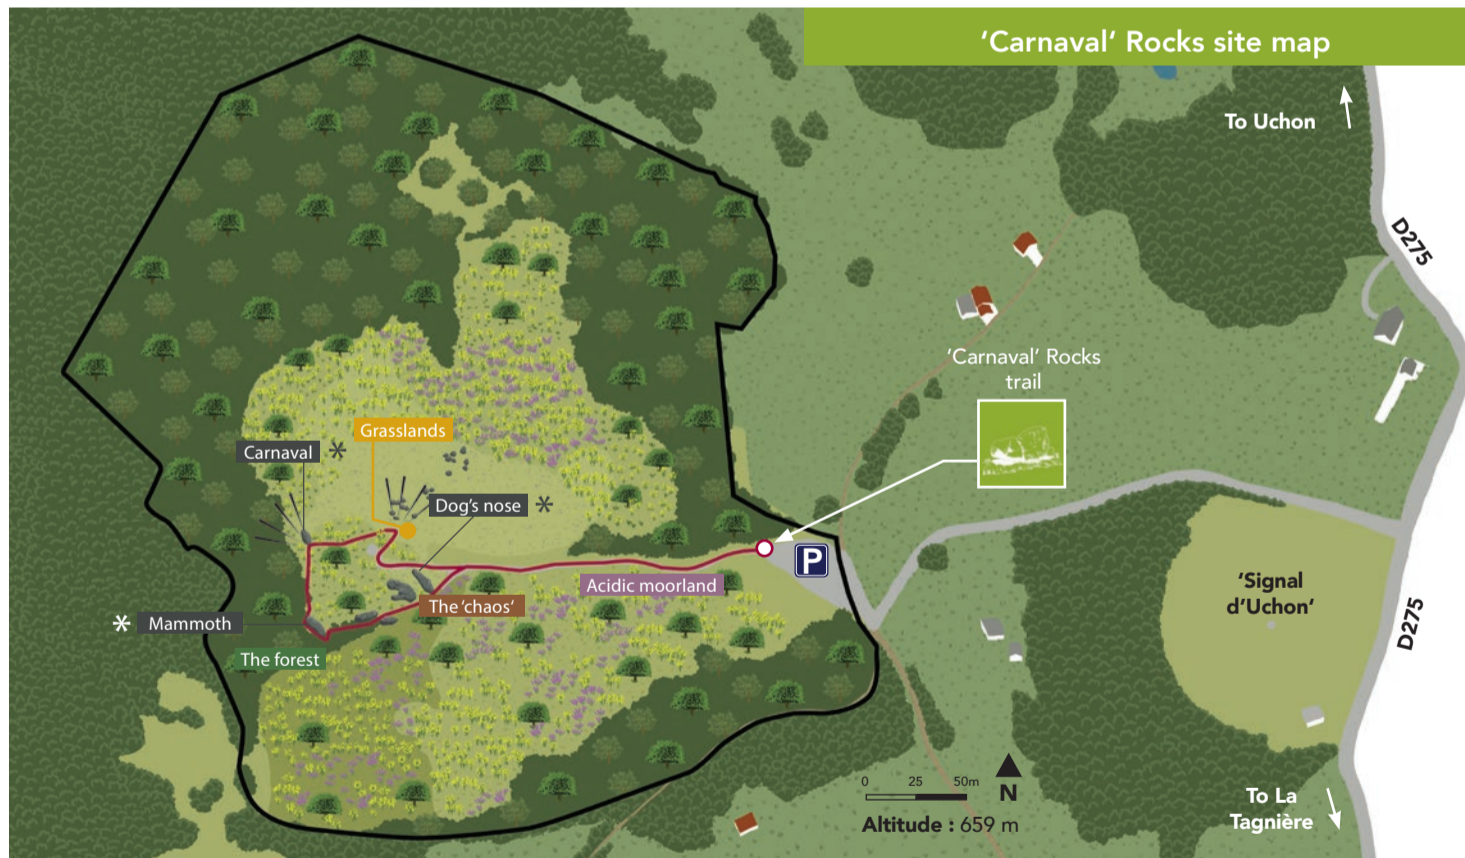 ‘Carnaval‘ Rocks site map
To Uchon
D275
‘Carnaval’ Rocks
trail
Grasslands
Carnaval *
Dog's nose *
P
‘Signal
d’Uchon’
Acidic moorland
The ‘chaos’
* Mammoth
D275
The forest
0 25 50m
N
Altitude : 659 m
To La
Tagnière